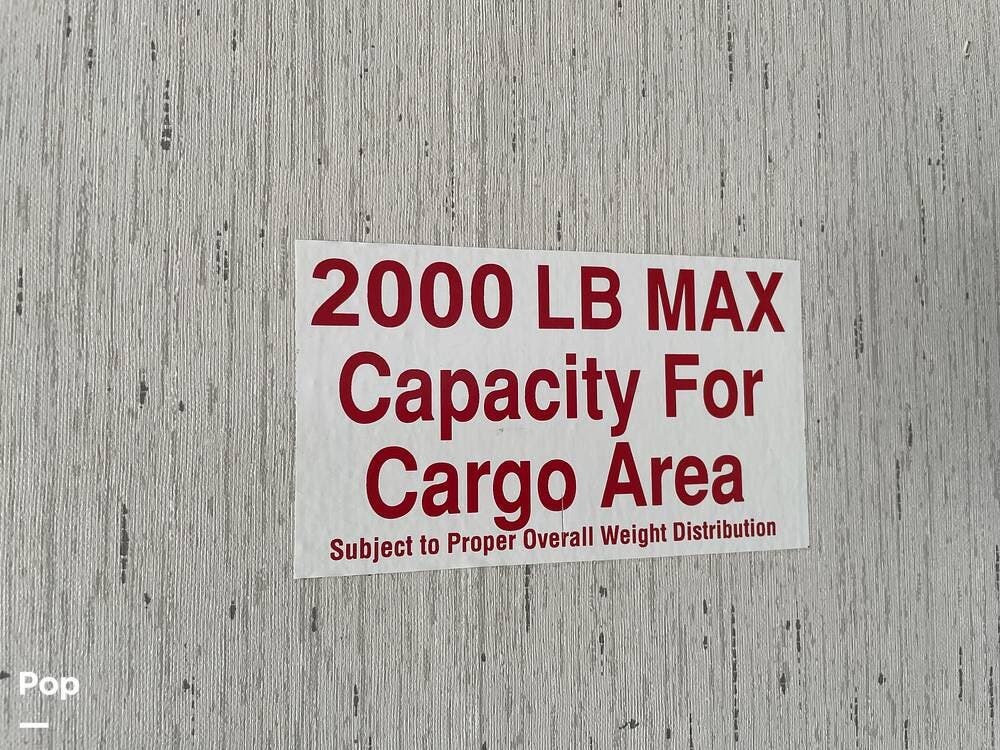 2000 LB MAX
Capacity For
Cargo Area
Subject to Proper Overall Weight Distribution
Pop